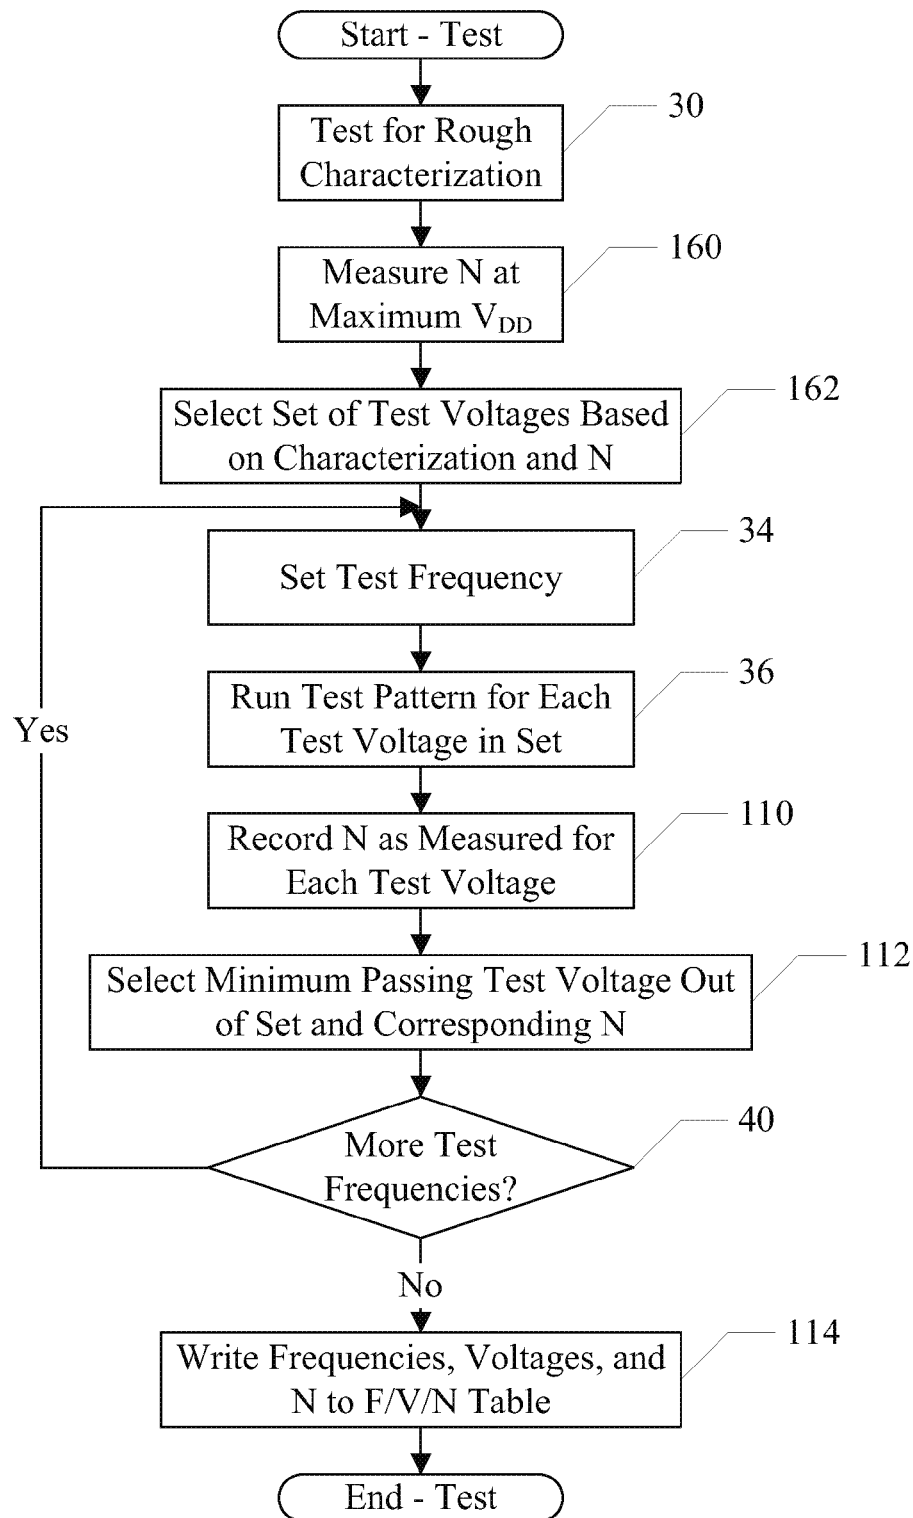 Start - Test
30
Test for Rough
Characterization
160
Measure N at
Maximum VDD
162
Select Set of Test Voltages Based
on Characterization and N
34
Set Test Frequency
36
Run Test Pattern for Each
Test Voltage in Set
Yes
110
Record N as Measured for
Each Test Voltage
112
Select Minimum Passing Test Voltage Out
of Set and Corresponding N
40
More Test
Frequencies?
No
114
Write Frequencies, Voltages, and
N to F/V/N Table
End - Test